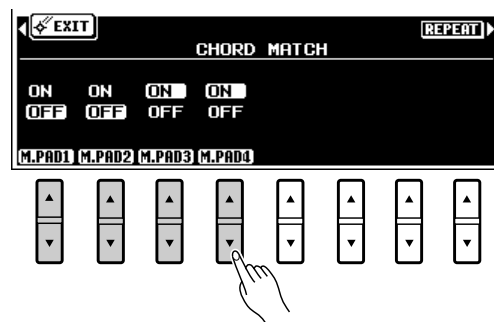 EXIT REPEAT
CHORD MATCH
ON ON ON ON
OFF OFF OFF OFF
M.PAD1 M.PAD2 M.PAD3 M.PAD4